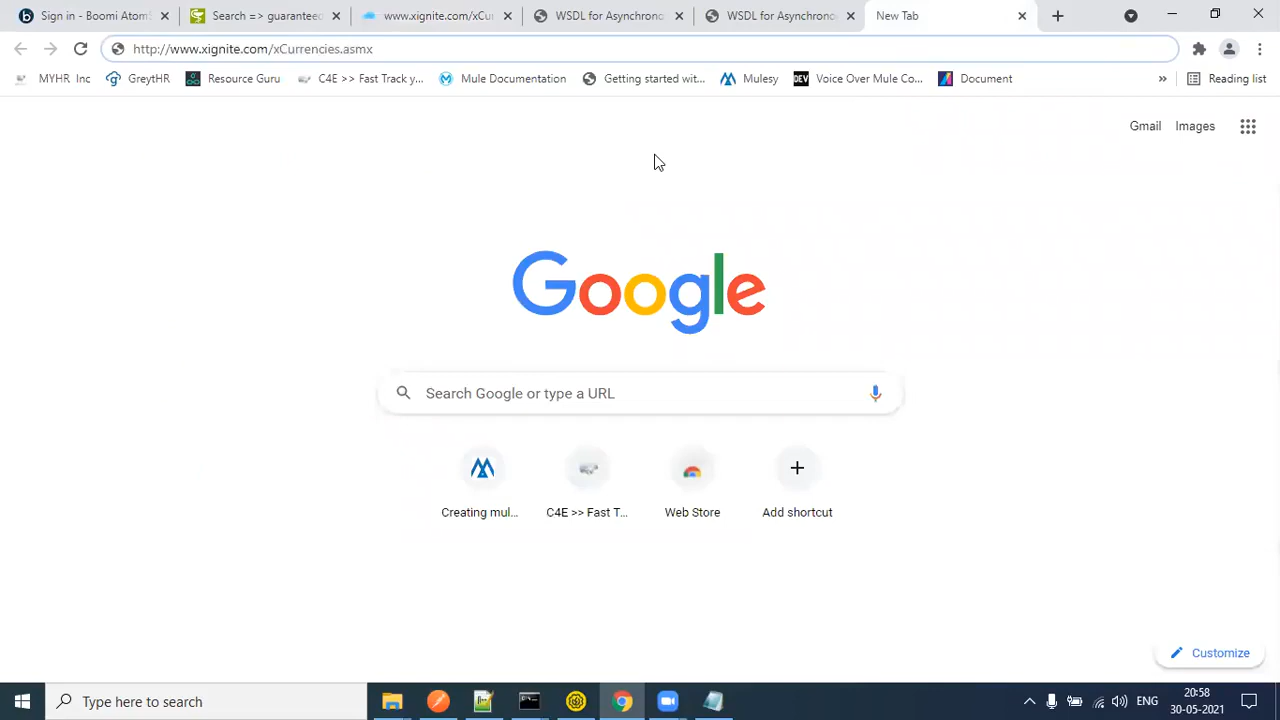 Sign in - Boomi Atom
Search => guaranteed
www.xignite.com/xCur
WSDL for Asynchrono
WSDL for Asynchrono
New Tab
http://www.xignite.com/xCurrencies.asmx
MYHR Inc
GreytHR
Resource Guru
C4E >> Fast Track y...
Mule Documentation
Getting started wit...
Mulesy
DEV
Voice Over Mule Co...
Document
»
Reading list
Gmail
Images
Google
Search Google or type a URL
Creating mul...
C4E >> Fast T...
Web Store
Add shortcut
Customize
Type here to search
ENG
20:58
30-05-2021